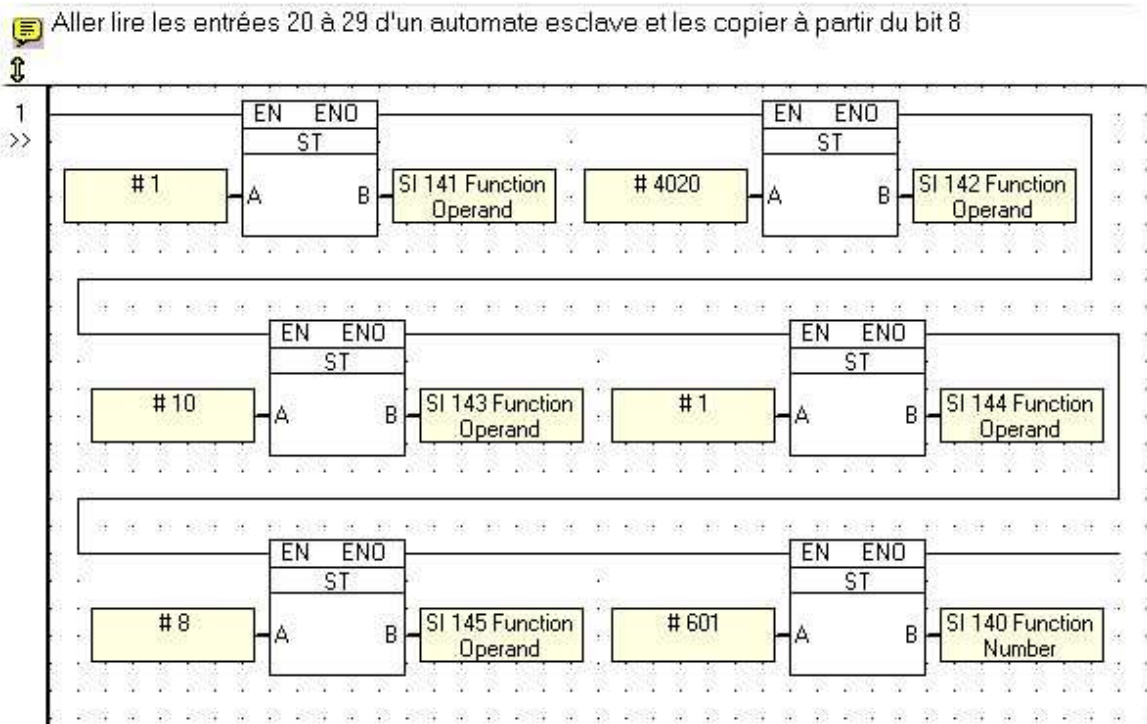 Aller lire les entrées 20 à 29 d'un automate esclave et les copier à partir du bit 8
1
>>
EN ENO
ST
# 1
A B
SI 141 Function
Operand
EN ENO
ST
# 4020
A B
SI 142 Function
Operand
EN ENO
ST
# 10
A B
SI 143 Function
Operand
EN ENO
ST
# 1
A B
SI 144 Function
Operand
EN ENO
ST
# 8
A B
SI 145 Function
Operand
EN ENO
ST
# 601
A B
SI 140 Function
Number